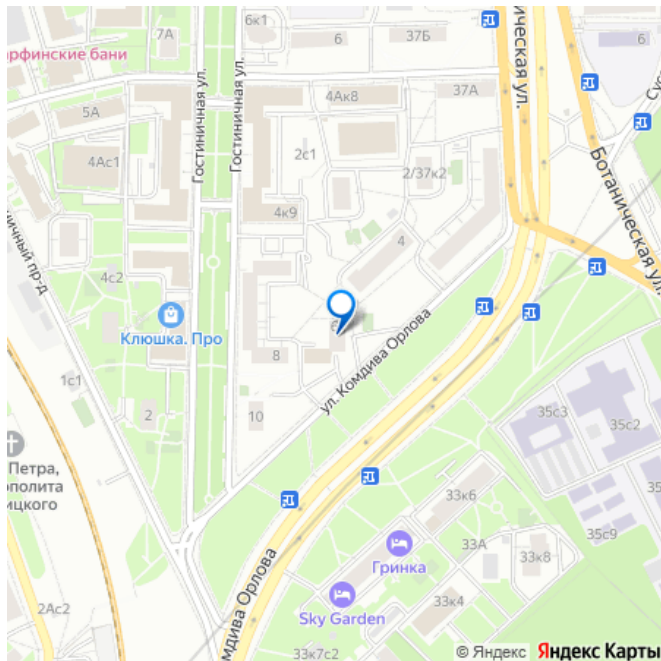 6к1
7А
6
37Б
6
рфинские бани
ическая ул.
Гостиничная ул.
Гостиничная ул.
5А
4Ак8
37А
4Ас1
2с1
2/37к2
Ботаническая ул.
4к9
4
ичный пр-д
4с2
6
Клюшка. Про
8
ул. Комдива Орлова
1с1
2
10
35с3
35с2
Петра,
ополита
ицкого
33к6
35с9
33А
33к8
Гринка
Sky Garden
33к4
мдива Орлова
2Ас2
33к7с2
© Яндекс Яндекс Карты